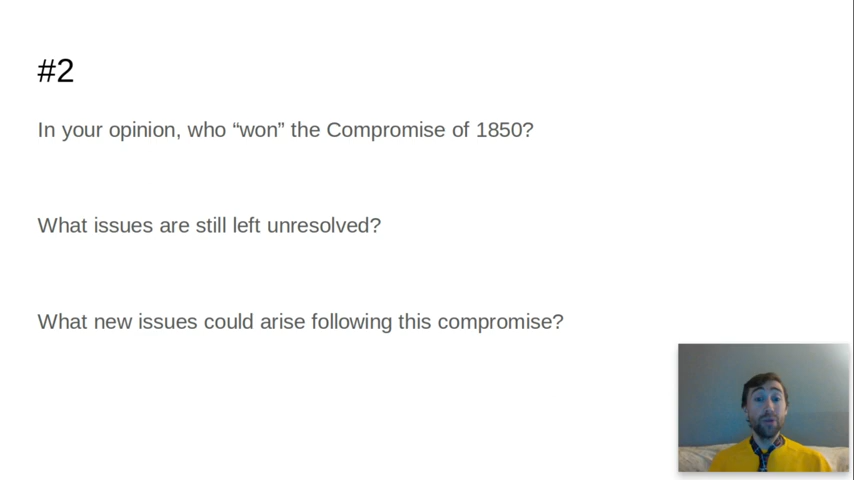 #2
In your opinion, who “won” the Compromise of 1850?
What issues are still left unresolved?
What new issues could arise following this compromise?